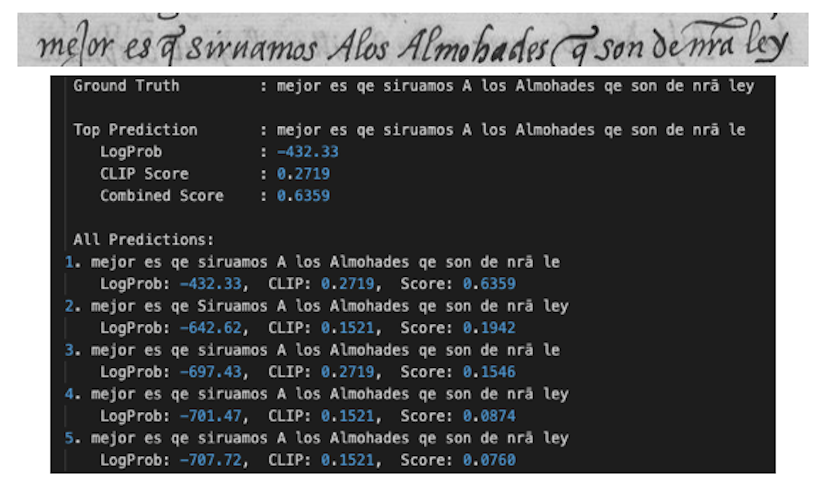 mejor es q̃ siruamos Alos Almohades q̃ son de nr̃a ley
Ground Truth : mejor es qe siruamos A los Almohades qe son de nrā ley
Top Prediction : mejor es qe siruamos A los Almohades qe son de nrā le
LogProb : -432.33
CLIP Score : 0.2719
Combined Score : 0.6359
All Predictions:
1. mejor es qe siruamos A los Almohades qe son de nrā le
LogProb: -432.33, CLIP: 0.2719, Score: 0.6359
2. mejor es qe Siruamos A los Almohades qe son de nrā ley
LogProb: -642.62, CLIP: 0.1521, Score: 0.1942
3. mejor es qe siruamos A los Almohades qe son de nrā le
LogProb: -697.43, CLIP: 0.2719, Score: 0.1546
4. mejor es qe siruamos A los Almohades qe son de nrā ley
LogProb: -701.47, CLIP: 0.1521, Score: 0.0874
5. mejor es qe siruamos A los Almohades qe son de nrā ley
LogProb: -707.72, CLIP: 0.1521, Score: 0.0760